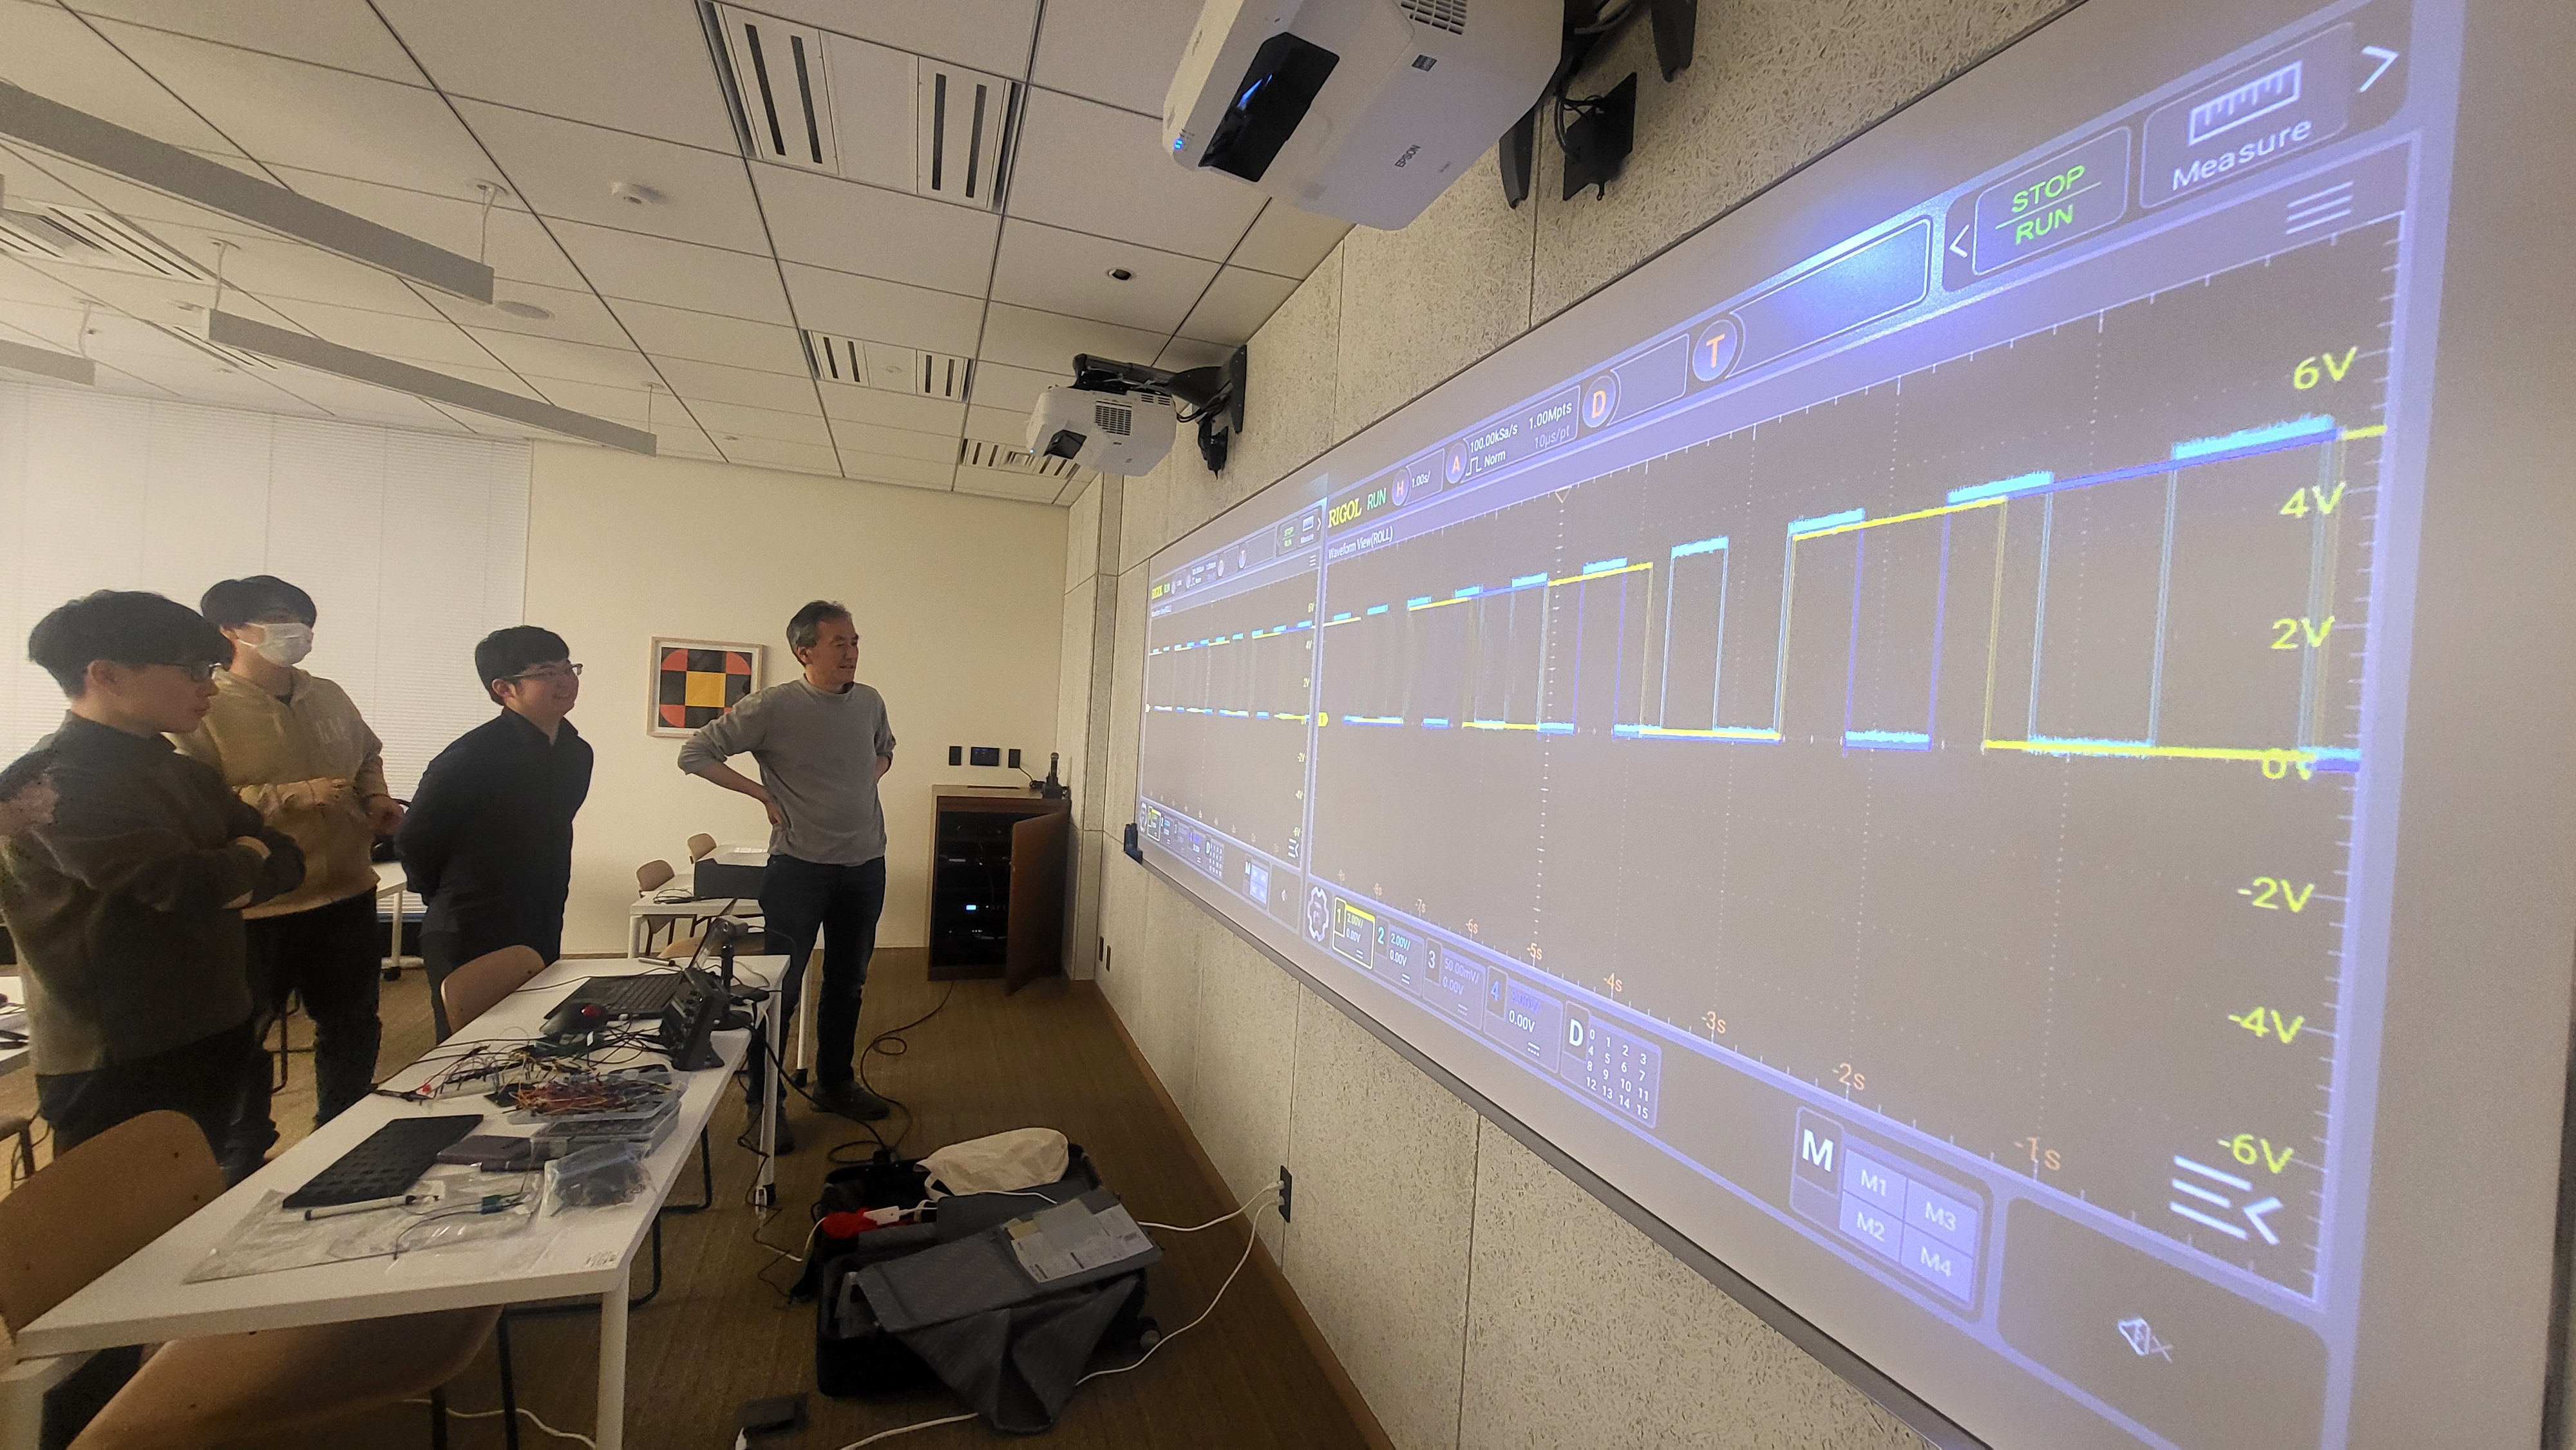 EPSON
Measure
STOP
RUN
RIGOL RUN H 1.00s/ A 100.00kSa/s 1.00Mpts
Norm 10µs/pt
D
T
Waveform View(ROLL)
6V
4V
2V
0V
-2V
-4V
-6V
-7s
-6s
-5s
-4s
-3s
-2s
-1s
1 2.00V/
0.00V
2 2.00V/
0.00V
3 50.00mV/
0.00V
4
0.00V
D
0 1 2 3
4 5 6 7
8 9 10 11
12 13 14 15
M
M1 M3
M2 M4